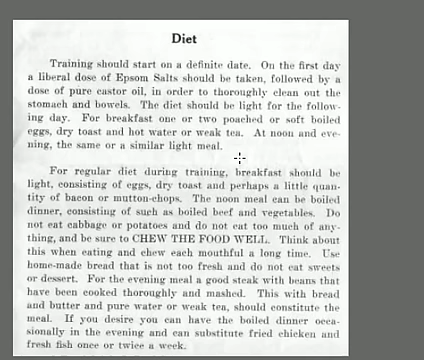 Diet
Training should start on a definite date. On the first day
a liberal dose of Epsom Salts should be taken, followed by a
dose of pure castor oil, in order to thoroughly clean out the
stomach and bowels. The diet should be light for the follow-
ing day. For breakfast one or two poached or soft boiled
eggs, dry toast and hot water or weak tea. At noon and eve-
ning, the same or a similar light meal.
For regular diet during training, breakfast should be
light, consisting of eggs, dry toast and perhaps a little quan-
tity of bacon or mutton-chops. The noon meal can be boiled
dinner, consisting of such as boiled beef and vegetables. Do
not eat cabbage or potatoes and do not eat too much of any-
thing, and be sure to CHEW THE FOOD WELL. Think about
this when eating and chew each mouthful a long time. Use
home-made bread that is not too fresh and do not eat sweets
or dessert. For the evening meal a good steak with beans that
have been cooked thoroughly and mashed. This with bread
and butter and pure water or weak tea, should constitute the
meal. If you desire you can have the boiled dinner occa-
sionally in the evening and can substitute fried chicken and
fresh fish once or twice a week.